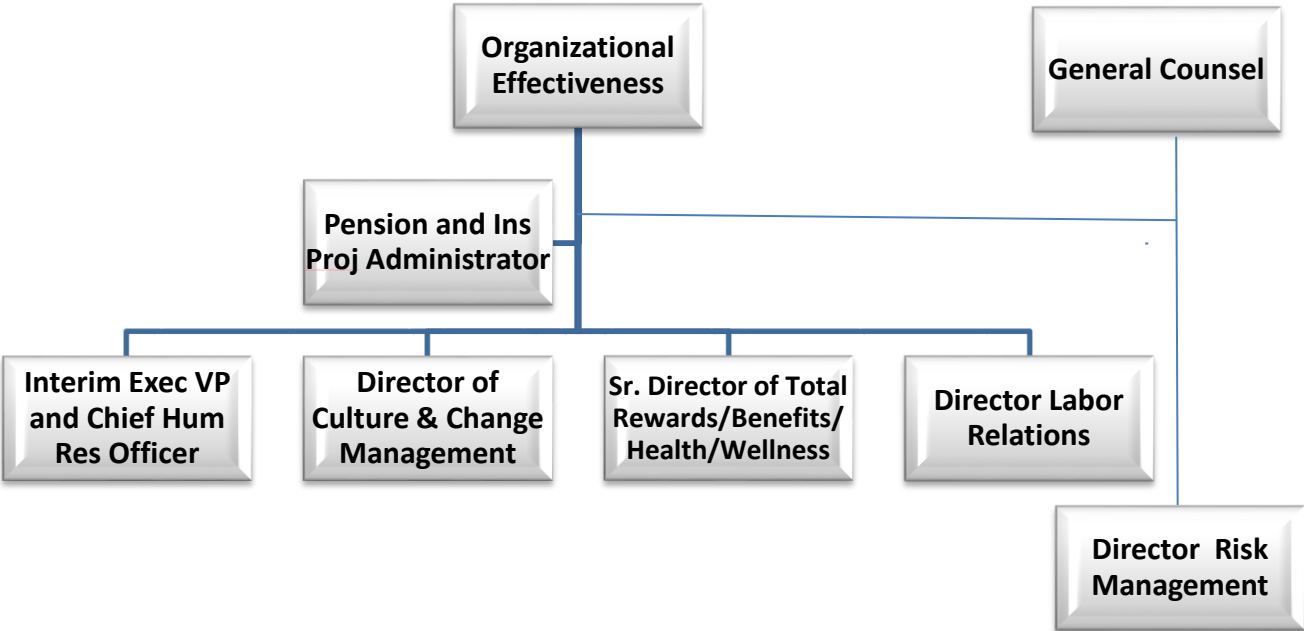 Organizational
Effectiveness
General Counsel
Pension and Ins
Proj Administrator
Interim Exec VP
and Chief Hum
Res Officer
Director of
Culture & Change
Management
Sr. Director of Total
Rewards/Benefits/
Health/Wellness
Director Labor
Relations
Director Risk
Management